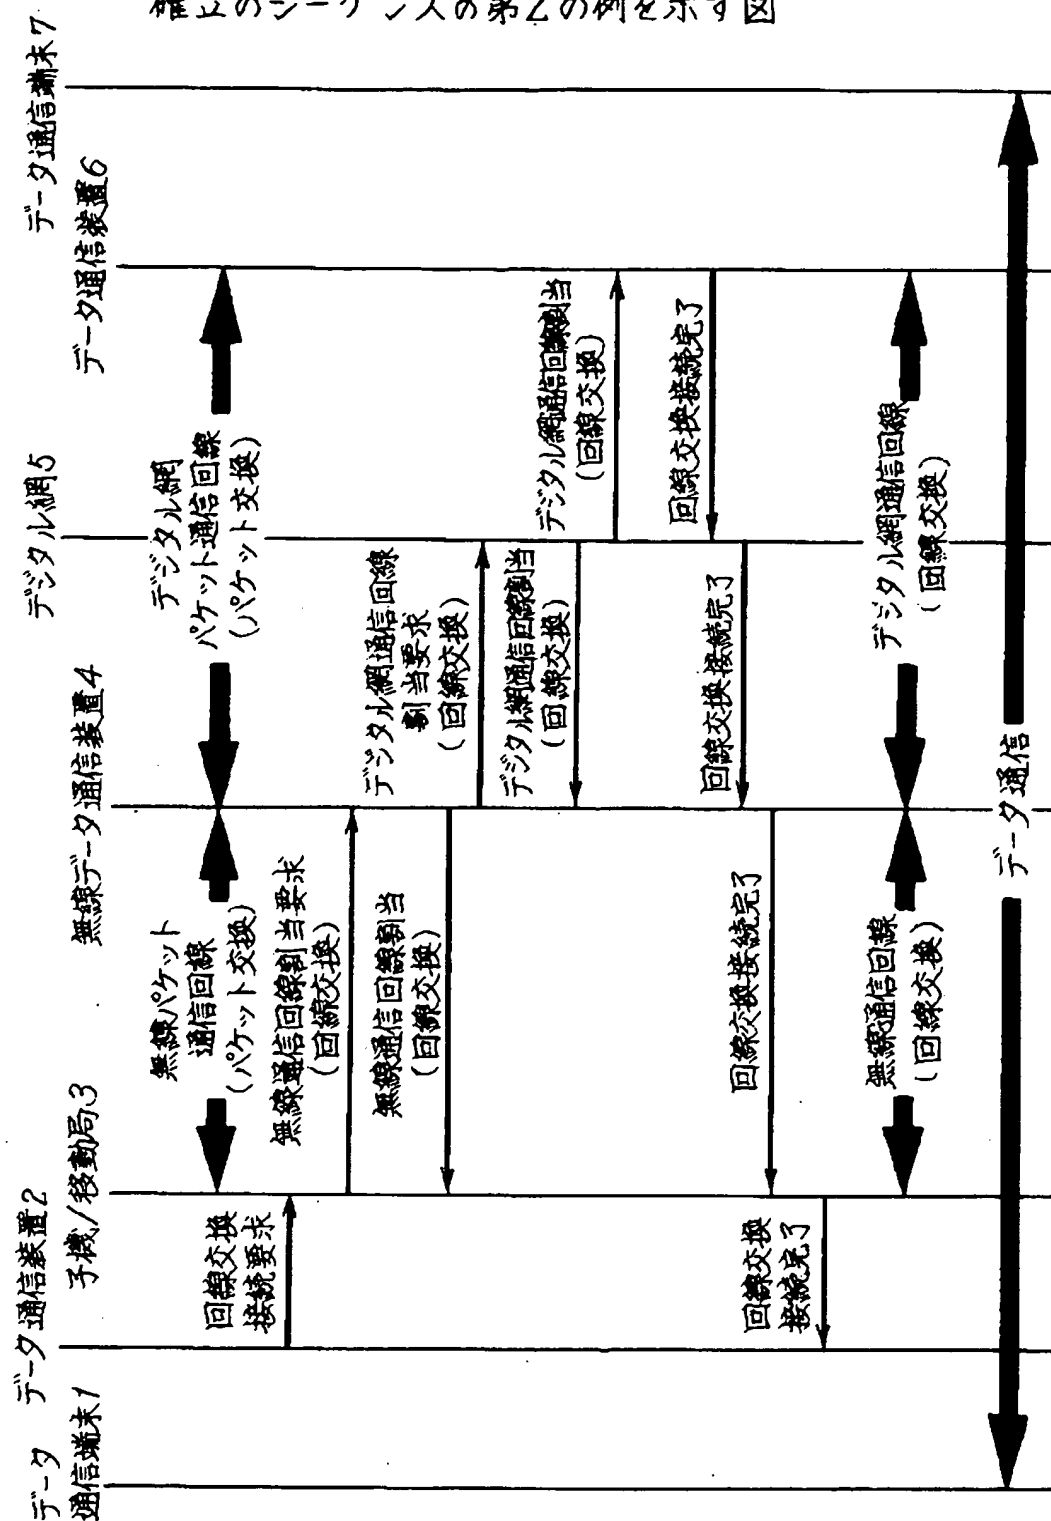 確立のシーケンスの第2の例を示す図
データ
通信端末1
データ通信装置2
子機/移動局3
無線データ通信装置4
デジタル網5
データ通信装置6
データ通信端末7
無線パケット
通信回線
(パケット交換)
デジタル網
パケット通信回線
(パケット交換)
回線交換
接続要求
無線通信回線割当要求
(回線交換)
無線通信回線割当
(回線交換)
デジタル網通信回線
割当要求
(回線交換)
デジタル網通信回線割当
(回線交換)
デジタル網通信回線割当
(回線交換)
回線交換接続完了
回線交換接続完了
回線交換接続完了
回線交換
接続完了
無線通信回線
(回線交換)
デジタル網通信回線
(回線交換)
データ通信